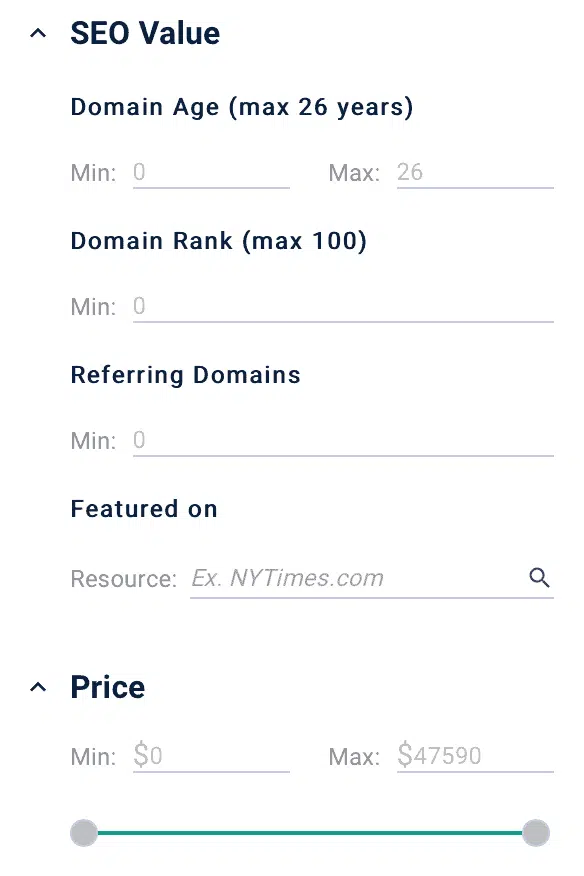 SEO Value
Domain Age (max 26 years)
Min: 0 Max: 26
Domain Rank (max 100)
Min: 0
Referring Domains
Min: 0
Featured on
Resource: Ex. NYTimes.com
Price
Min: $0 Max: $47590